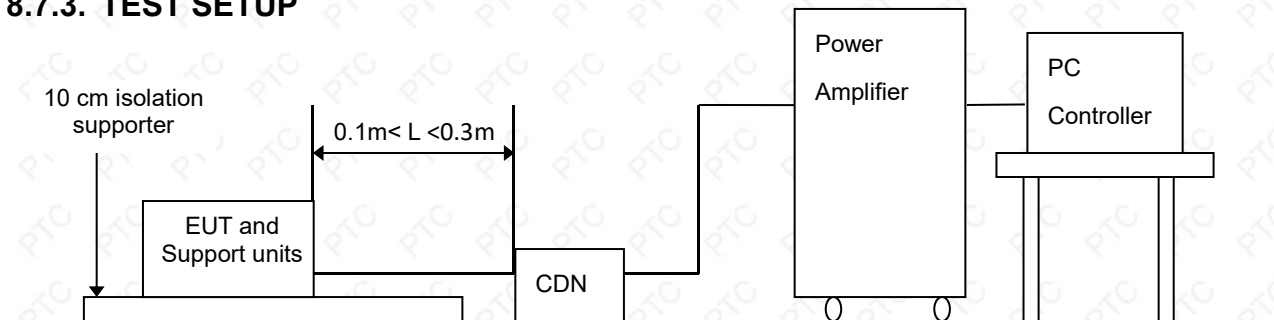 8.7.3. TEST SETUP
10 cm isolation
supporter
0.1m< L <0.3m
EUT and
Support units
CDN
Power
Amplifier
PC
Controller
PTC